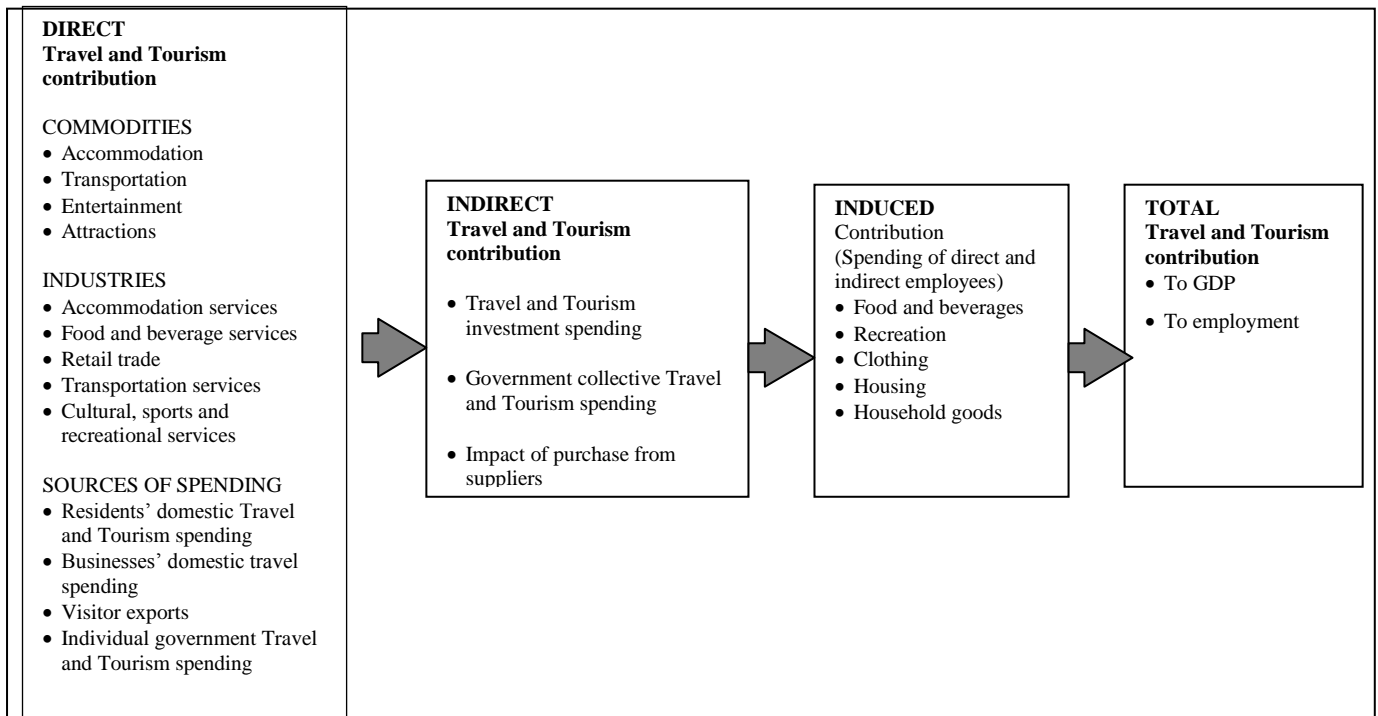 DIRECT
Travel and Tourism
contribution
COMMODITIES
• Accommodation
• Transportation
• Entertainment
• Attractions
INDUSTRIES
• Accommodation services
• Food and beverage services
• Retail trade
• Transportation services
• Cultural, sports and
recreational services
SOURCES OF SPENDING
• Residents’ domestic Travel
and Tourism spending
• Businesses’ domestic travel
spending
• Visitor exports
• Individual government Travel
and Tourism spending
INDIRECT
Travel and Tourism
contribution
• Travel and Tourism
investment spending
• Government collective Travel
and Tourism spending
• Impact of purchase from
suppliers
INDUCED
Contribution
(Spending of direct and
indirect employees)
• Food and beverages
• Recreation
• Clothing
• Housing
• Household goods
TOTAL
Travel and Tourism
contribution
• To GDP
• To employment